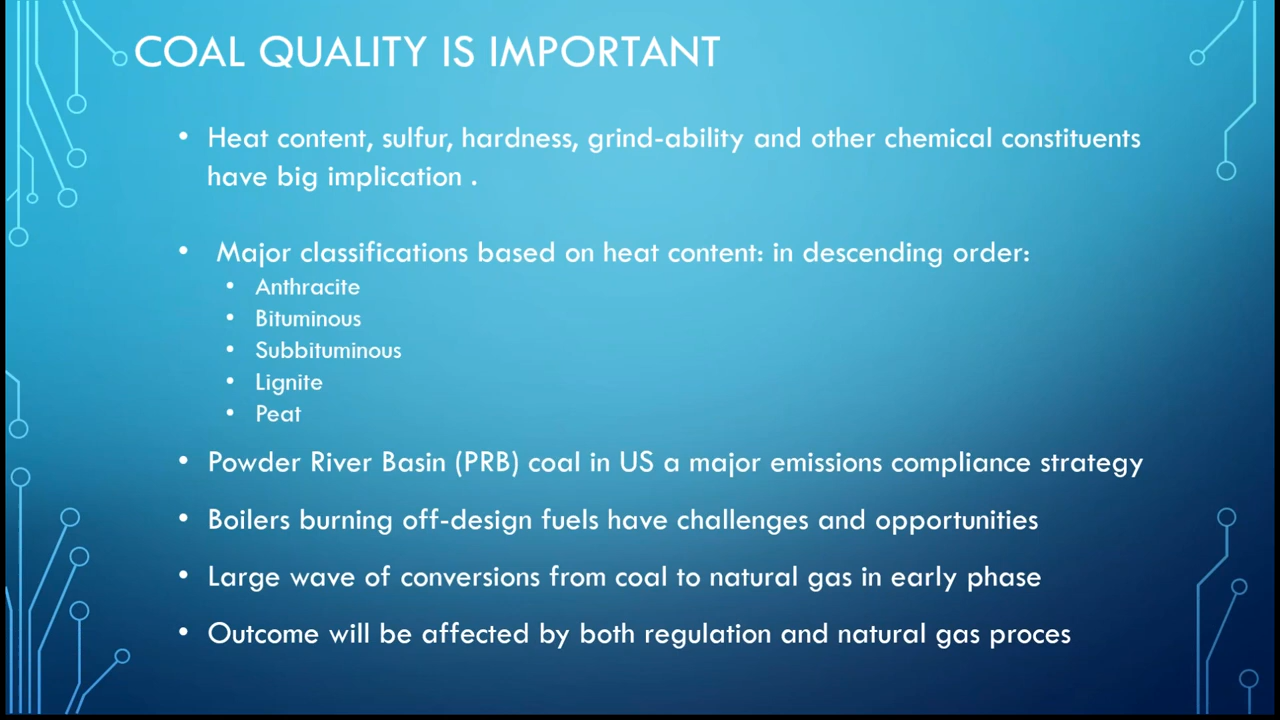 COAL QUALITY IS IMPORTANT
• Heat content, sulfur, hardness, grind-ability and other chemical constituents
have big implication .
• Major classifications based on heat content: in descending order:
• Anthracite
• Bituminous
• Subbituminous
• Lignite
• Peat
• Powder River Basin (PRB) coal in US a major emissions compliance strategy
• Boilers burning off-design fuels have challenges and opportunities
• Large wave of conversions from coal to natural gas in early phase
• Outcome will be affected by both regulation and natural gas proces